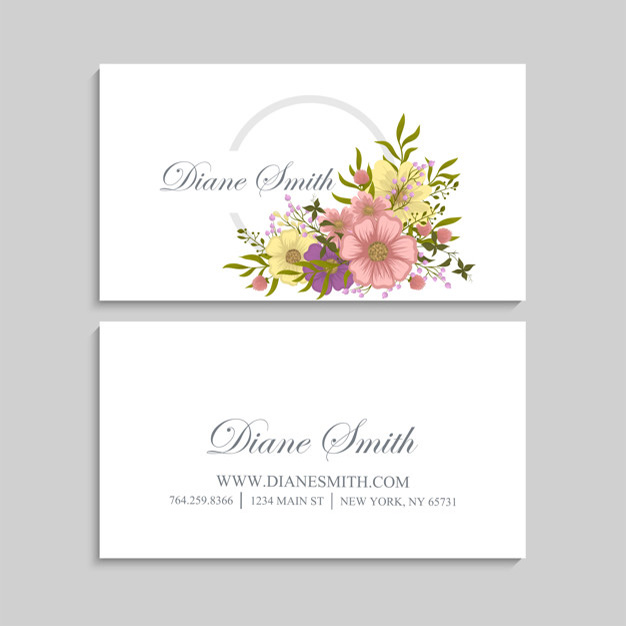 Diane Smith
Diane Smith
WWW.DIANESMITH.COM
764.259.8366 | 1234 MAIN ST | NEW YORK, NY 65731